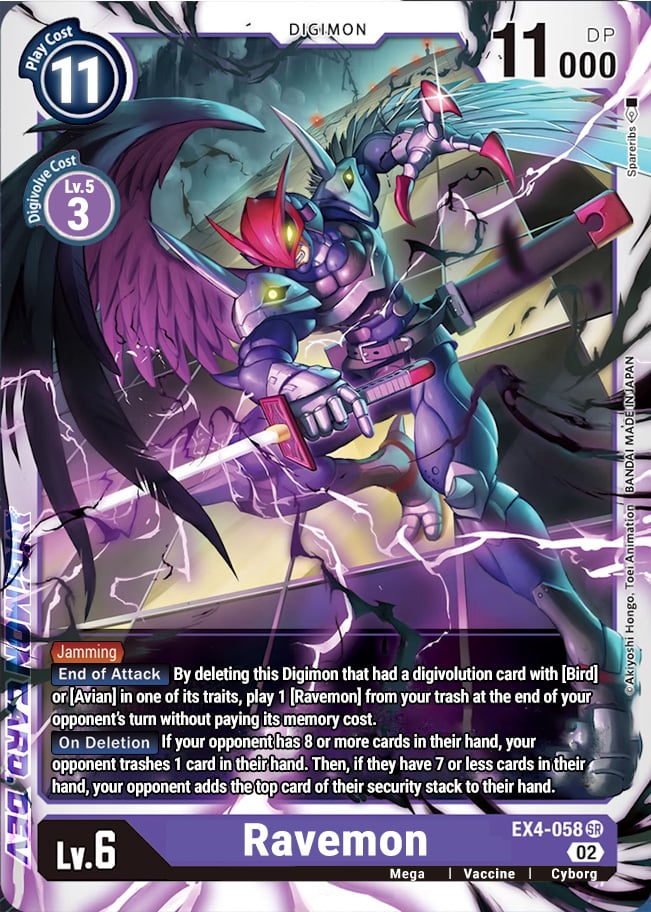 DIGIMON
Play Cost
11
11000
DP
Digivolve Cost
Lv.5
3
Spareribs
©Akiyoshi Hongo, Toei Animation | BANDAI MADE IN JAPAN
DIGIMON CARD.DEV
Jamming
End of Attack By deleting this Digimon that had a digivolution card with [Bird]
or [Avian] in one of its traits, play 1 [Ravemon] from your trash at the end of your
opponent's turn without paying its memory cost.
On Deletion If your opponent has 8 or more cards in their hand, your
opponent trashes 1 card in their hand. Then, if they have 7 or less cards in their
hand, your opponent adds the top card of their security stack to their hand.
Lv.6
Ravemon
EX4-058 SR
02
Mega | Vaccine | Cyborg